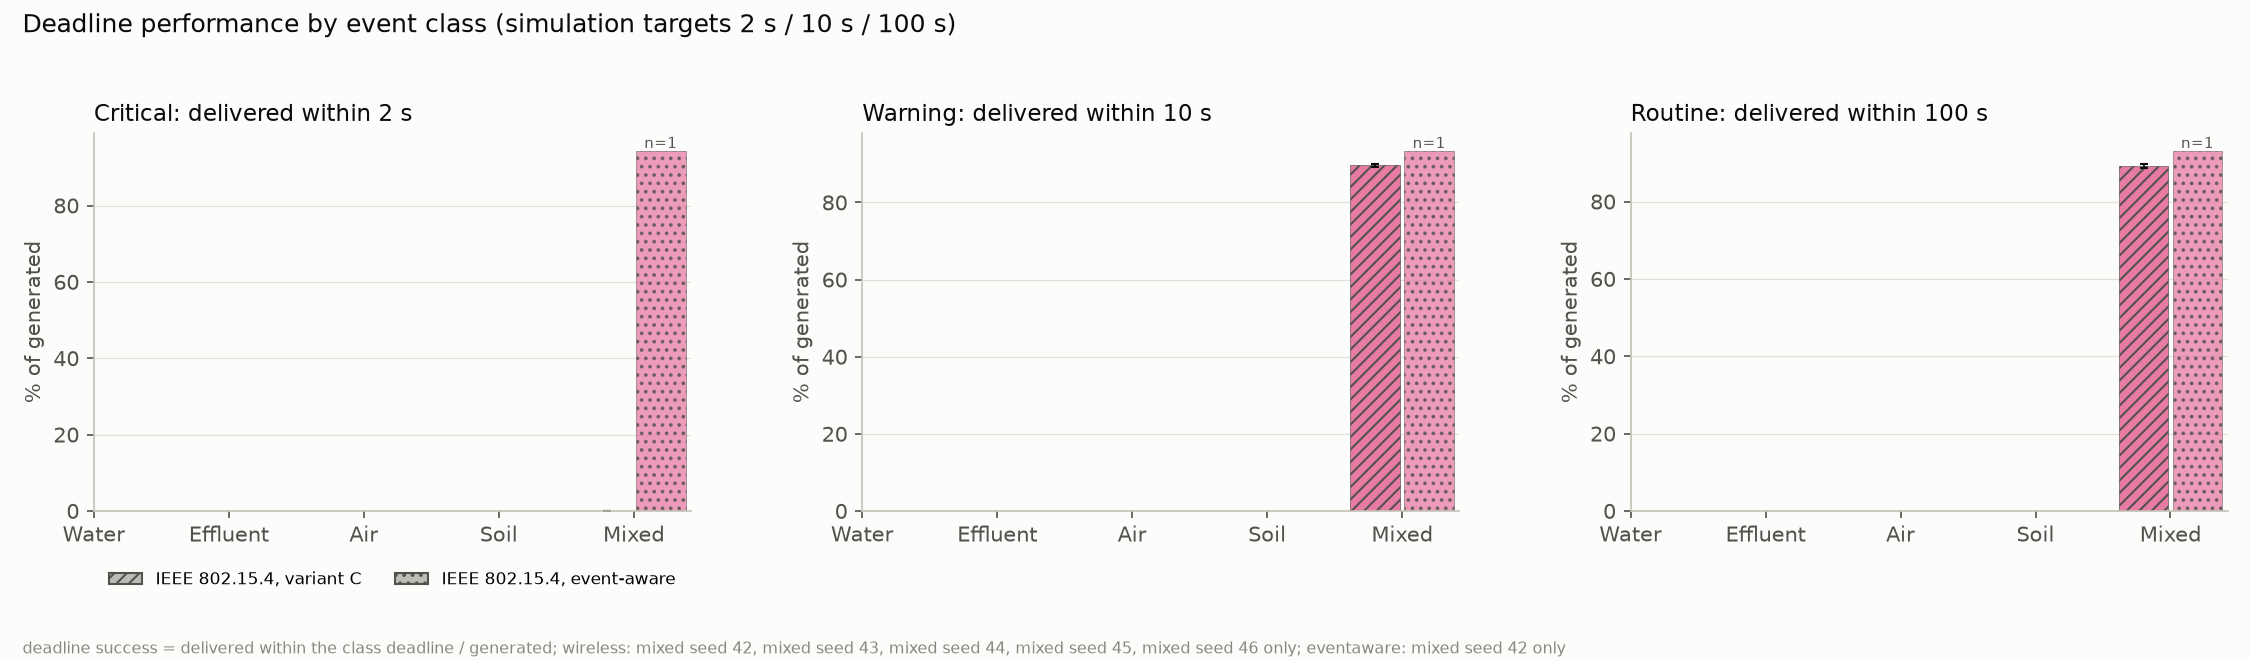 Deadline performance by event class (simulation targets 2 s / 10 s / 100 s)
Critical: delivered within 2 s
n=1
80
60
40
20
0
% of generated
Water Effluent Air Soil Mixed
Warning: delivered within 10 s
n=1
80
60
40
20
0
% of generated
Water Effluent Air Soil Mixed
Routine: delivered within 100 s
n=1
80
60
40
20
0
% of generated
Water Effluent Air Soil Mixed
IEEE 802.15.4, variant C IEEE 802.15.4, event-aware
deadline success = delivered within the class deadline / generated; wireless: mixed seed 42, mixed seed 43, mixed seed 44, mixed seed 45, mixed seed 46 only; eventaware: mixed seed 42 only